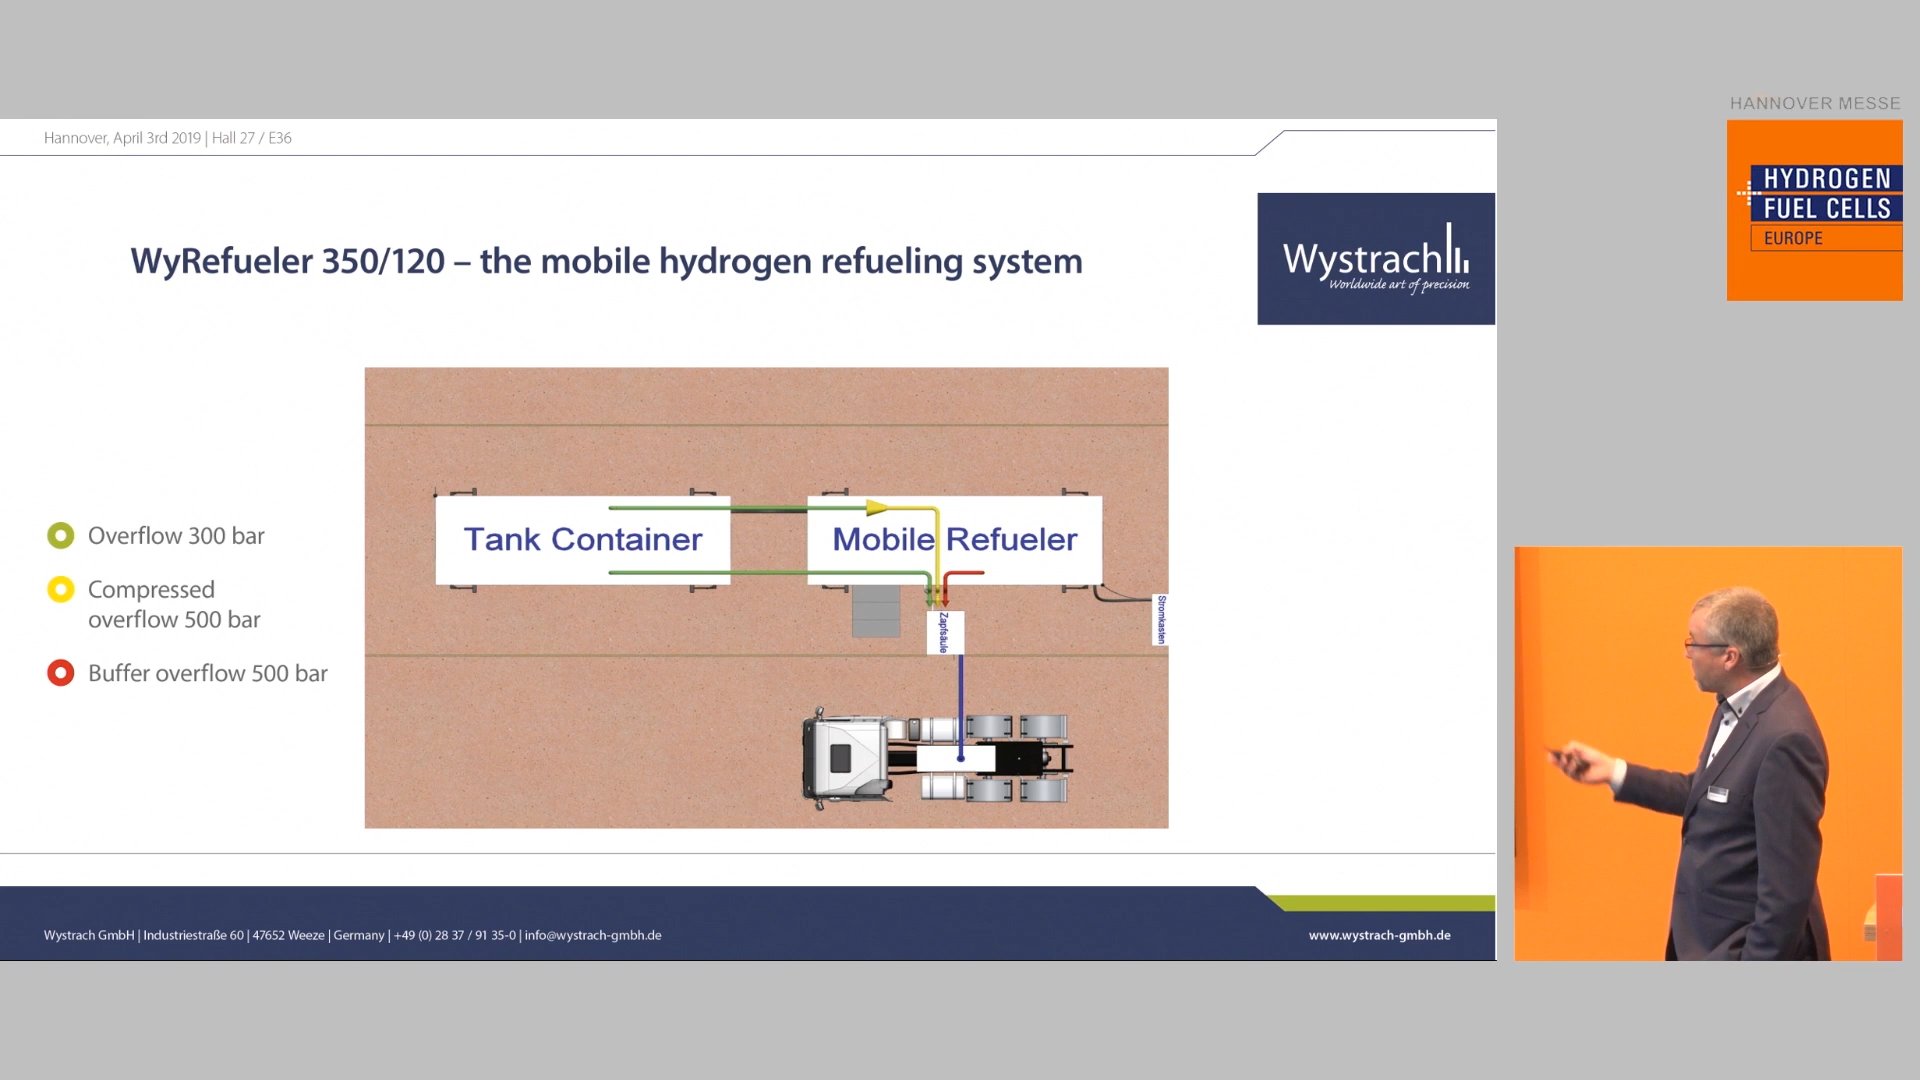 HANNOVER MESSE
HYDROGEN
FUEL CELLS
EUROPE
Hannover, April 3rd 2019 | Hall 27 / E36
WyRefueler 350/120 – the mobile hydrogen refueling system
Wystrach
Worldwide art of precision
Overflow 300 bar
Compressed
overflow 500 bar
Buffer overflow 500 bar
Tank Container
Mobile Refueler
Zapfsäule
Stromkasten
Wystrach GmbH | Industriestraße 60 | 47652 Weeze | Germany | +49 (0) 28 37 / 91 35-0 | info@wystrach-gmbh.de
www.wystrach-gmbh.de